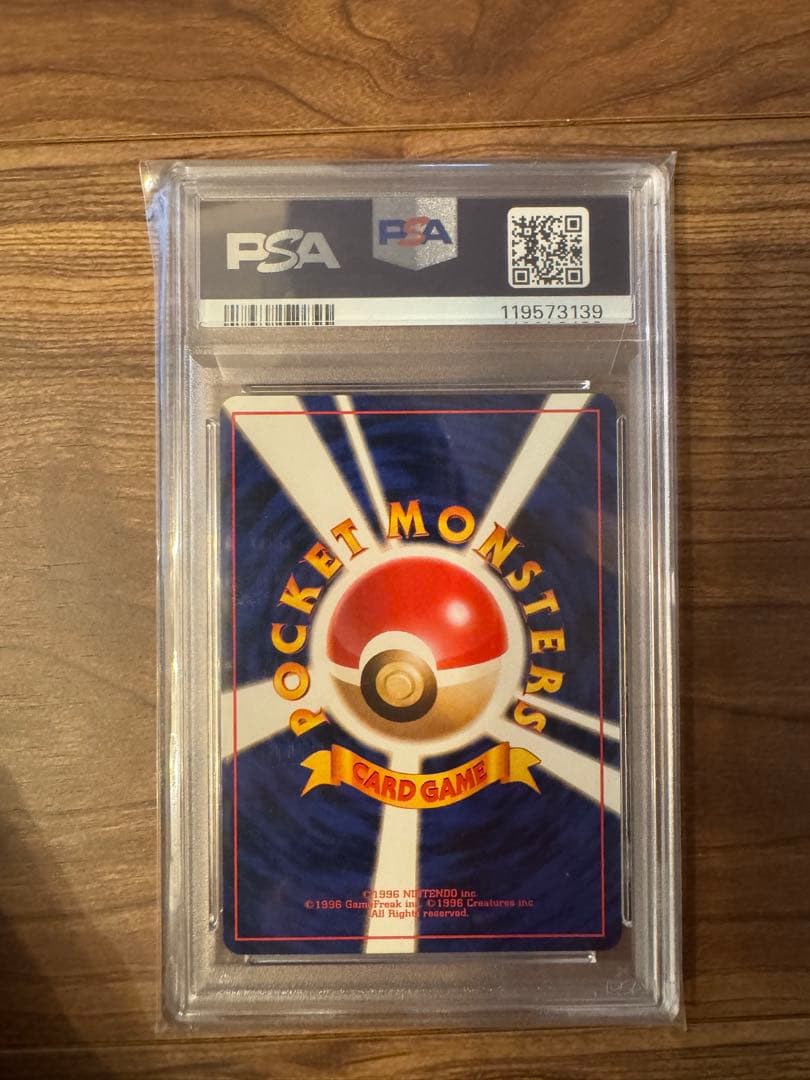 PSA
PSA
119573139
POCKET MONSTERS
CARD GAME
©1996 NINTENDO inc.
©1996 GameFreak inc. ©1996 Creatures inc.
All Rights reserved.